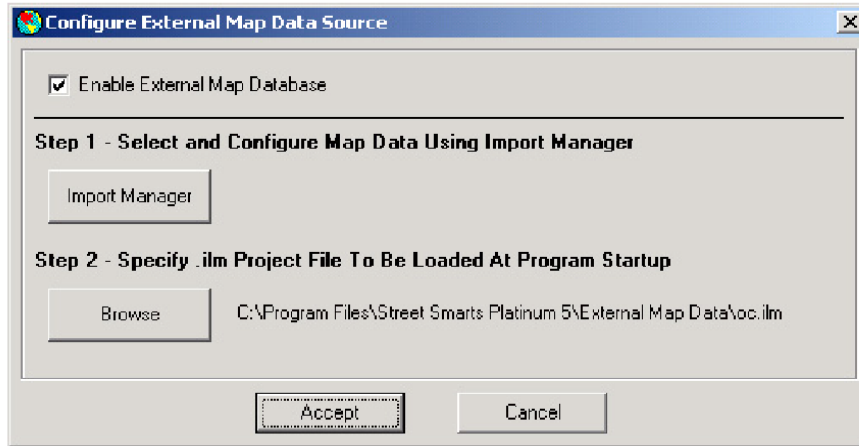 Configure External Map Data Source
Enable External Map Database
Step 1 - Select and Configure Map Data Using Import Manager
Import Manager
Step 2 - Specify .ilm Project File To Be Loaded At Program Startup
Browse
C:\Program Files\Street Smarts Platinum 5\External Map Data\oc.ilm
Accept
Cancel